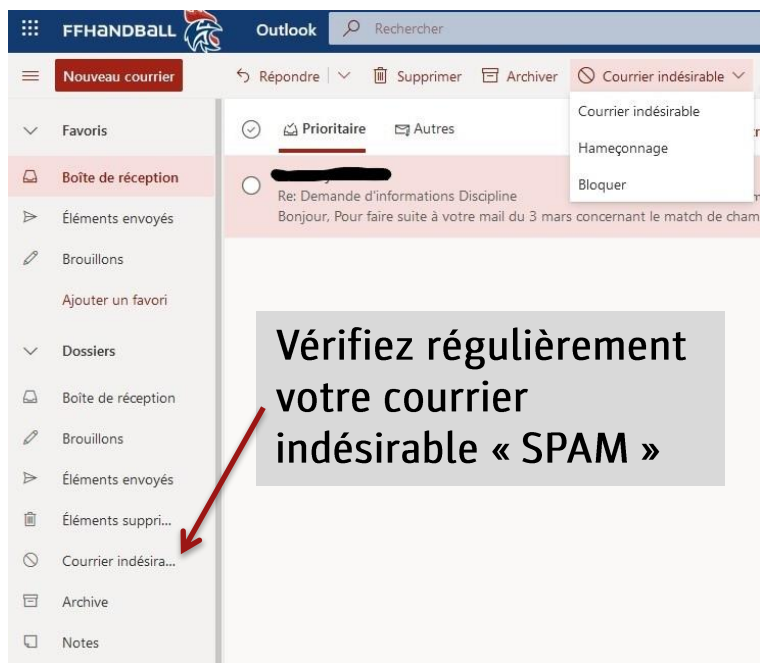 FFHANDBALL
Outlook
Rechercher
Nouveau courrier
Répondre
Supprimer
Archiver
Courrier indésirable
Courrier indésirable
Hameçonnage
Bloquer
Favoris
Prioritaire
Autres
Boîte de réception
Re: Demande d'informations Discipline
Bonjour, Pour faire suite à votre mail du 3 mars concernant le match de cham
Éléments envoyés
Brouillons
Ajouter un favori
Dossiers
Boîte de réception
Brouillons
Éléments envoyés
Éléments suppri...
Courrier indésira...
Archive
Notes
Vérifiez régulièrement
votre courrier
indésirable « SPAM »